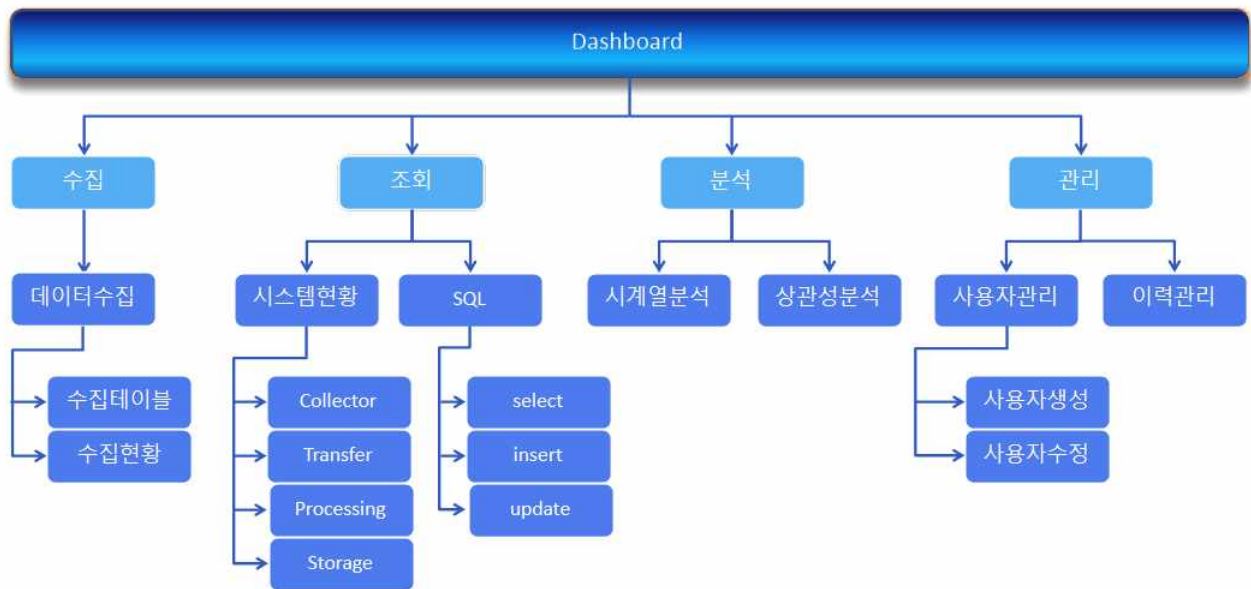 Dashboard
수집
조회
분석
관리
데이터수집
시스템현황
SQL
시계열분석
상관성분석
사용자관리
이력관리
수집테이블
Collector
select
사용자생성
수집현황
Transfer
insert
사용자수정
Processing
update
Storage